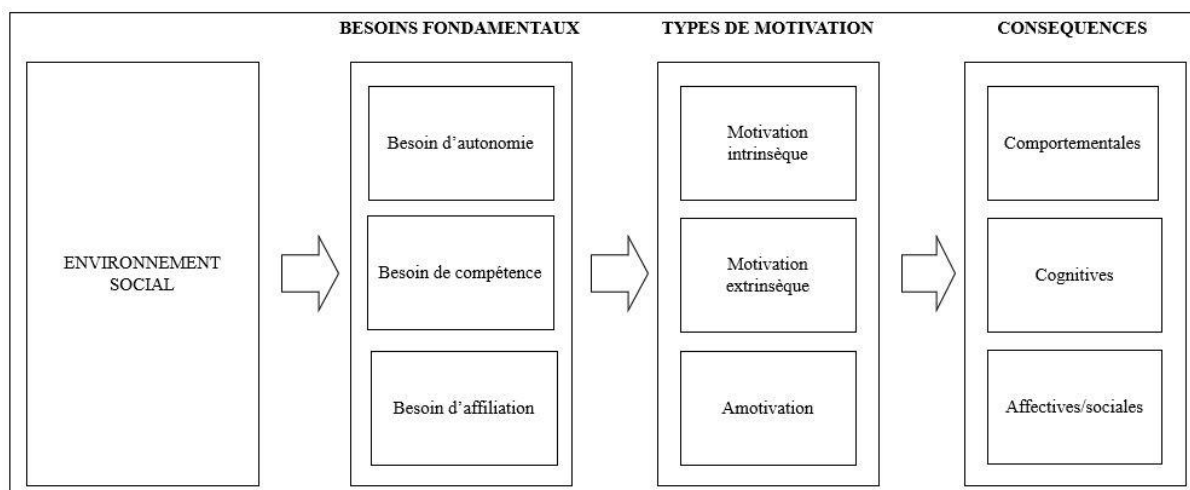 BESOINS FONDAMENTAUX
TYPES DE MOTIVATION
CONSEQUENCES
ENVIRONNEMENT
SOCIAL
Besoin d’autonomie
Besoin de compétence
Besoin d’affiliation
Motivation
intrinsèque
Motivation
extrinsèque
Amotivation
Comportementales
Cognitives
Affectives/sociales